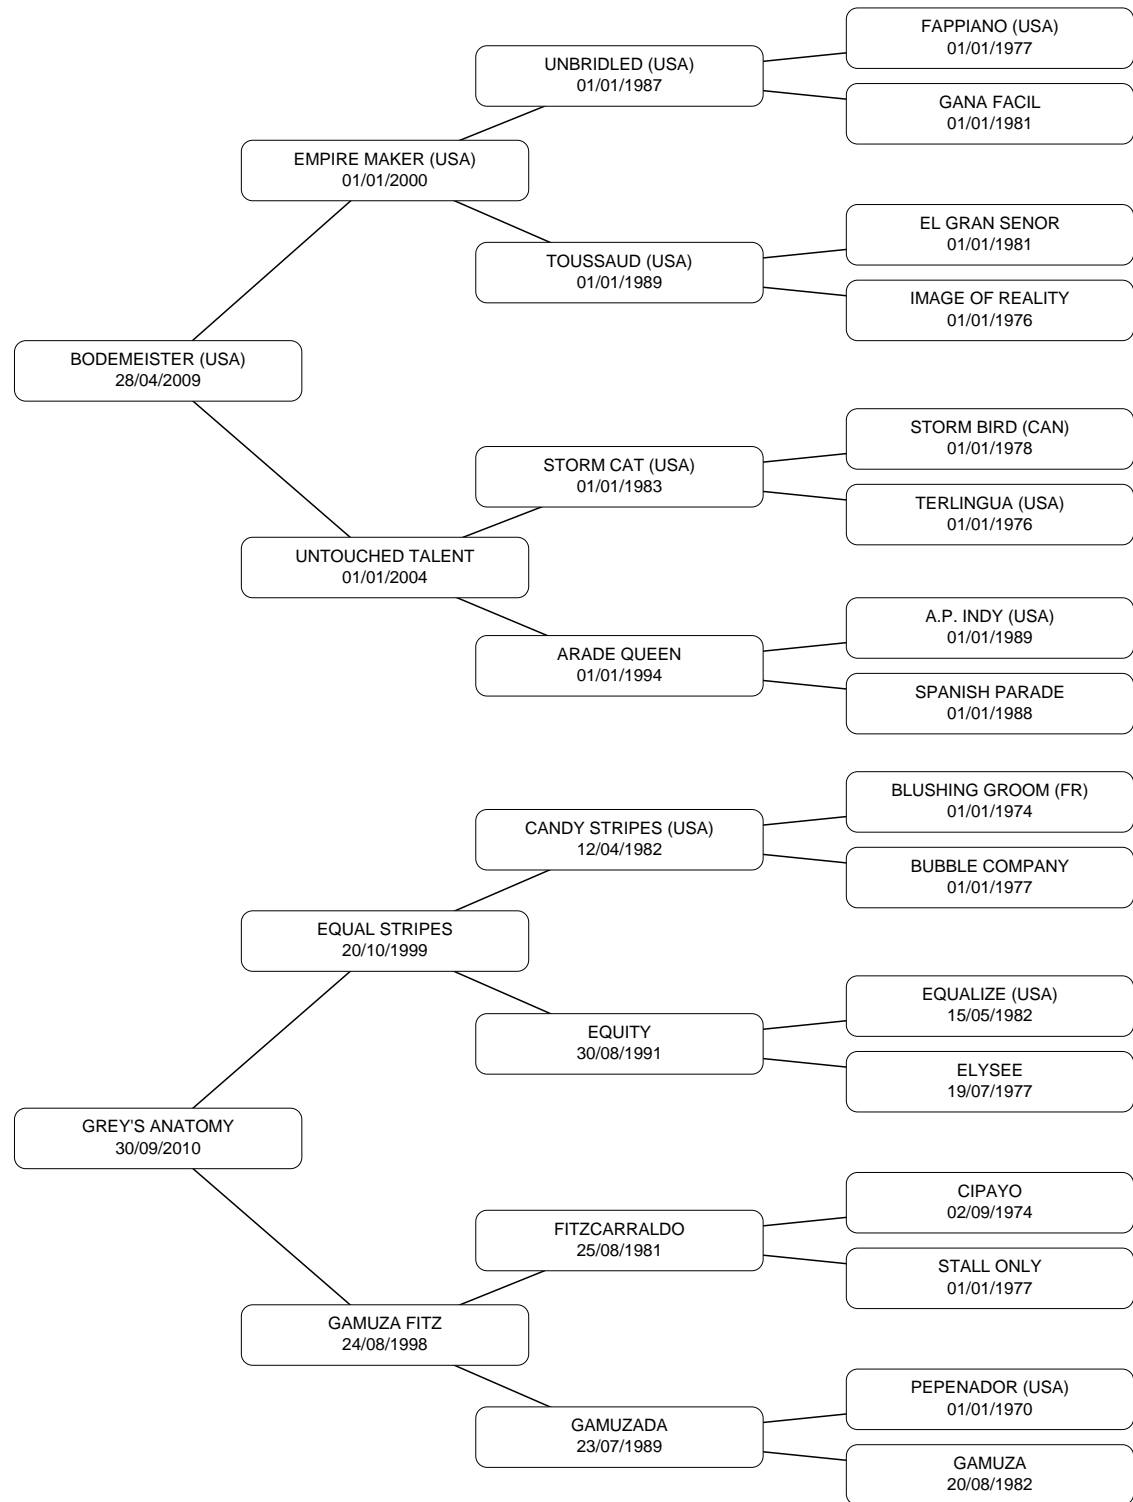 FAPPIANO (USA)
01/01/1977
UNBRIDLED (USA)
01/01/1987
GANA FACIL
01/01/1981
EMPIRE MAKER (USA)
01/01/2000
EL GRAN SENOR
01/01/1981
TOUSSAUD (USA)
01/01/1989
IMAGE OF REALITY
01/01/1976
BODEMEISTER (USA)
28/04/2009
STORM BIRD (CAN)
01/01/1978
STORM CAT (USA)
01/01/1983
TERLINGUA (USA)
01/01/1976
UNTOUCHED TALENT
01/01/2004
A.P. INDY (USA)
01/01/1989
ARADE QUEEN
01/01/1994
SPANISH PARADE
01/01/1988
BLUSHING GROOM (FR)
01/01/1974
CANDY STRIPES (USA)
12/04/1982
BUBBLE COMPANY
01/01/1977
EQUAL STRIPES
20/10/1999
EQUALIZE (USA)
15/05/1982
EQUITY
30/08/1991
ELYSEE
19/07/1977
GREY'S ANATOMY
30/09/2010
CIPAYO
02/09/1974
FITZCARRALDO
25/08/1981
STALL ONLY
01/01/1977
GAMUZA FITZ
24/08/1998
PEPENADOR (USA)
01/01/1970
GAMUZADA
23/07/1989
GAMUZA
20/08/1982